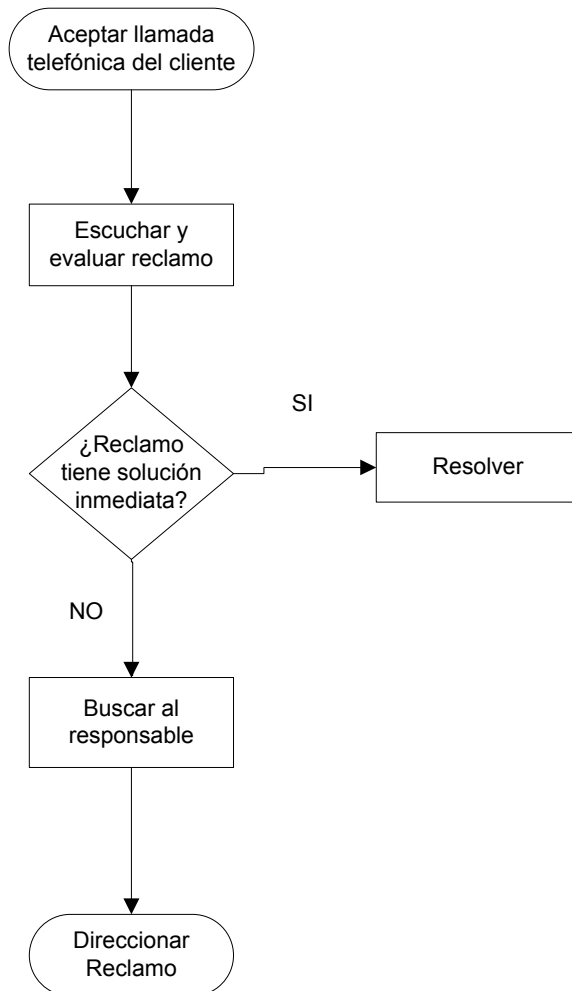 Aceptar llamada
telefónica del cliente
Escuchar y
evaluar reclamo
¿Reclamo
tiene solución
inmediata?
SI
Resolver
NO
Buscar al
responsable
Direccionar
Reclamo